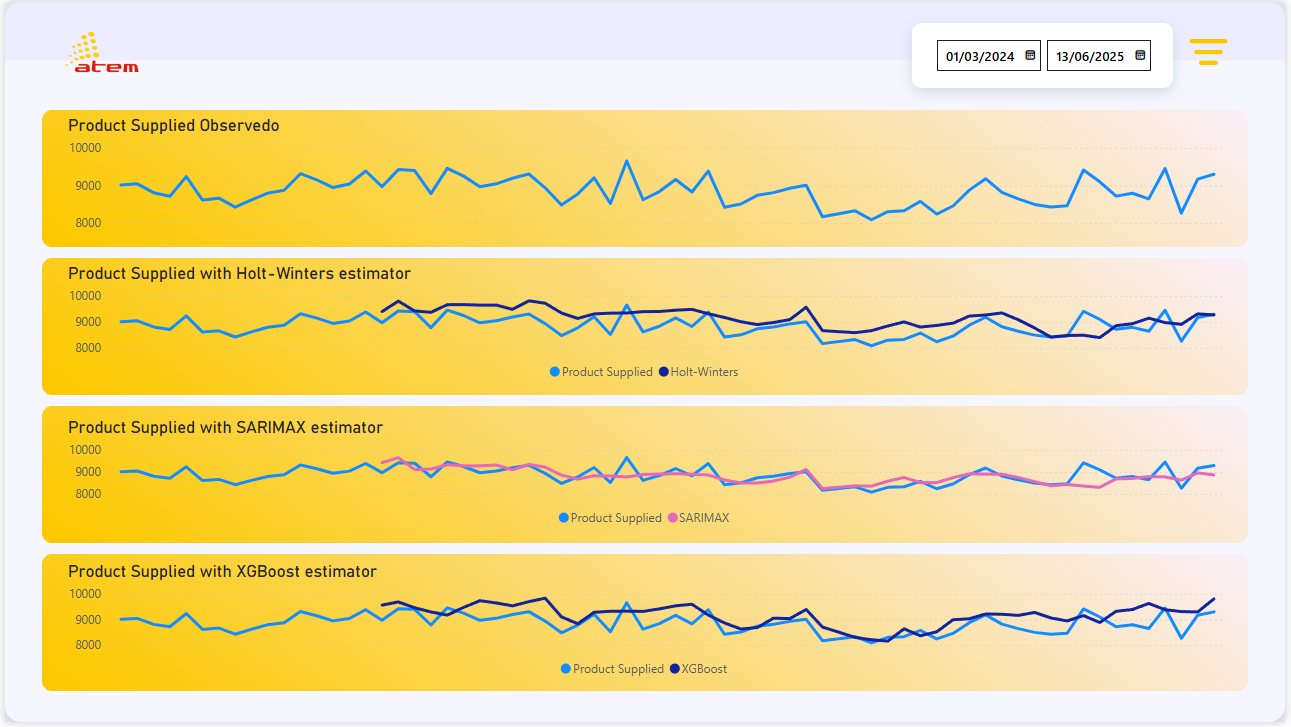 atem
01/03/2024 13/06/2025
Product Supplied Observedo
10000
9000
8000
Product Supplied with Holt-Winters estimator
10000
9000
8000
Product Supplied Holt-Winters
Product Supplied with SARIMAX estimator
10000
9000
8000
Product Supplied SARIMAX
Product Supplied with XGBoost estimator
10000
9000
8000
Product Supplied XGBoost